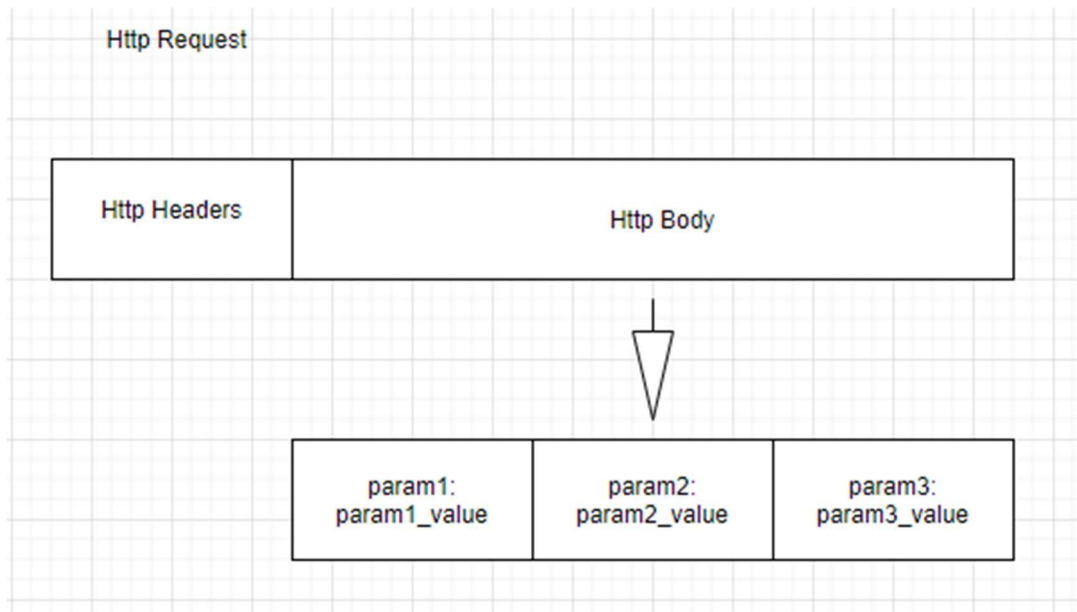 Http Request
Http Headers
Http Body
param1:
param1_value
param2:
param2_value
param3:
param3_value